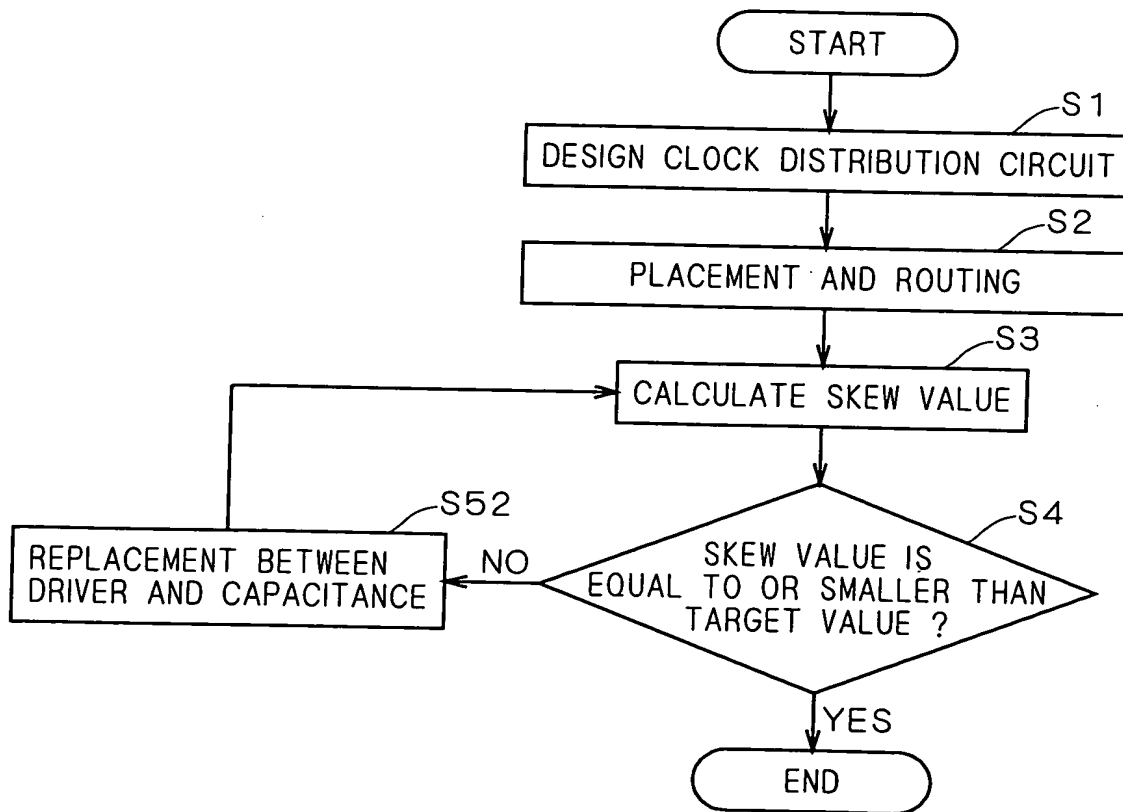 START
S1
DESIGN CLOCK DISTRIBUTION CIRCUIT
S2
PLACEMENT AND ROUTING
S3
CALCULATE SKEW VALUE
S4
SKEW VALUE IS
EQUAL TO OR SMALLER THAN
TARGET VALUE ?
NO
S52
REPLACEMENT BETWEEN
DRIVER AND CAPACITANCE
YES
END